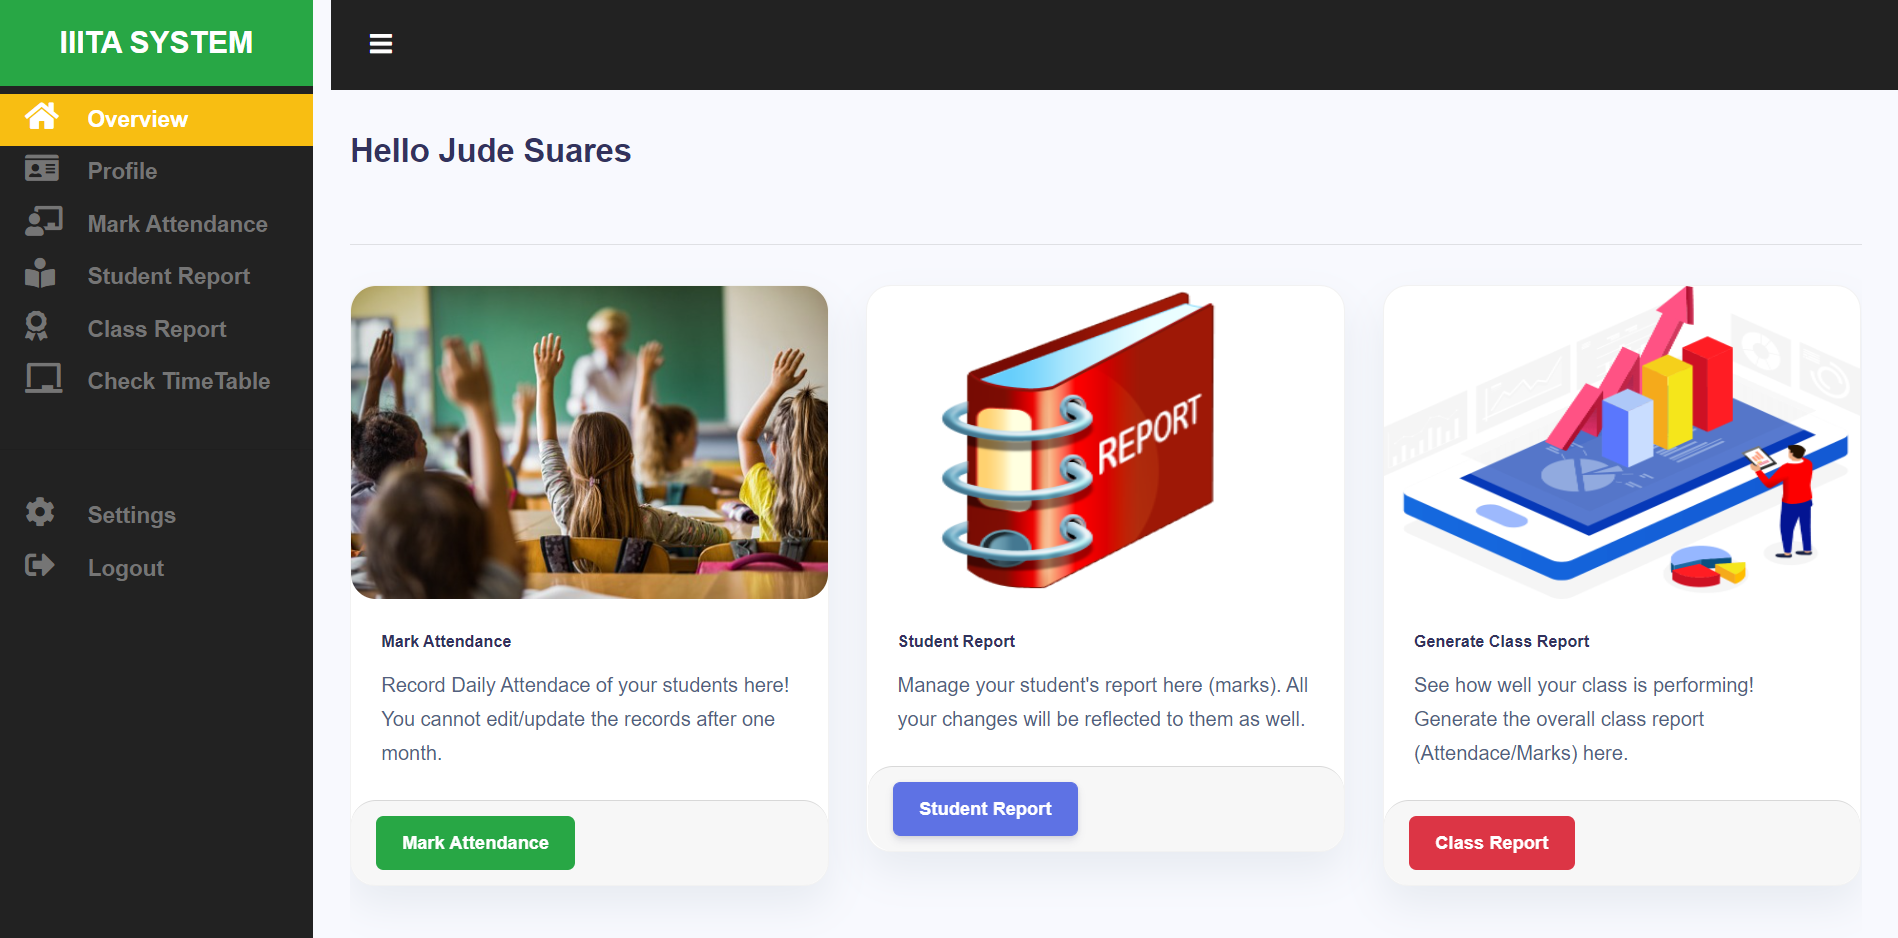 IIITA SYSTEM
Overview
Profile
Mark Attendance
Student Report
Class Report
Check TimeTable
Settings
Logout
Hello Jude Suares
REPORT
Mark Attendance
Record Daily Attendace of your students here!
You cannot edit/update the records after one
month.
Mark Attendance
Student Report
Manage your student's report here (marks). All
your changes will be reflected to them as well.
Student Report
Generate Class Report
See how well your class is performing!
Generate the overall class report
(Attendace/Marks) here.
Class Report